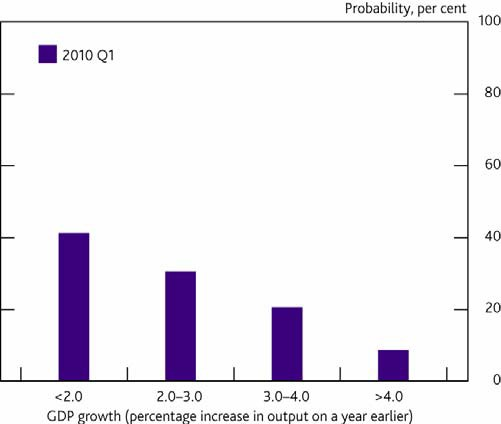 Probability, per cent
100
2010 Q1
80
60
40
20
0
<2.0 2.0–3.0 3.0–4.0 >4.0
GDP growth (percentage increase in output on a year earlier)